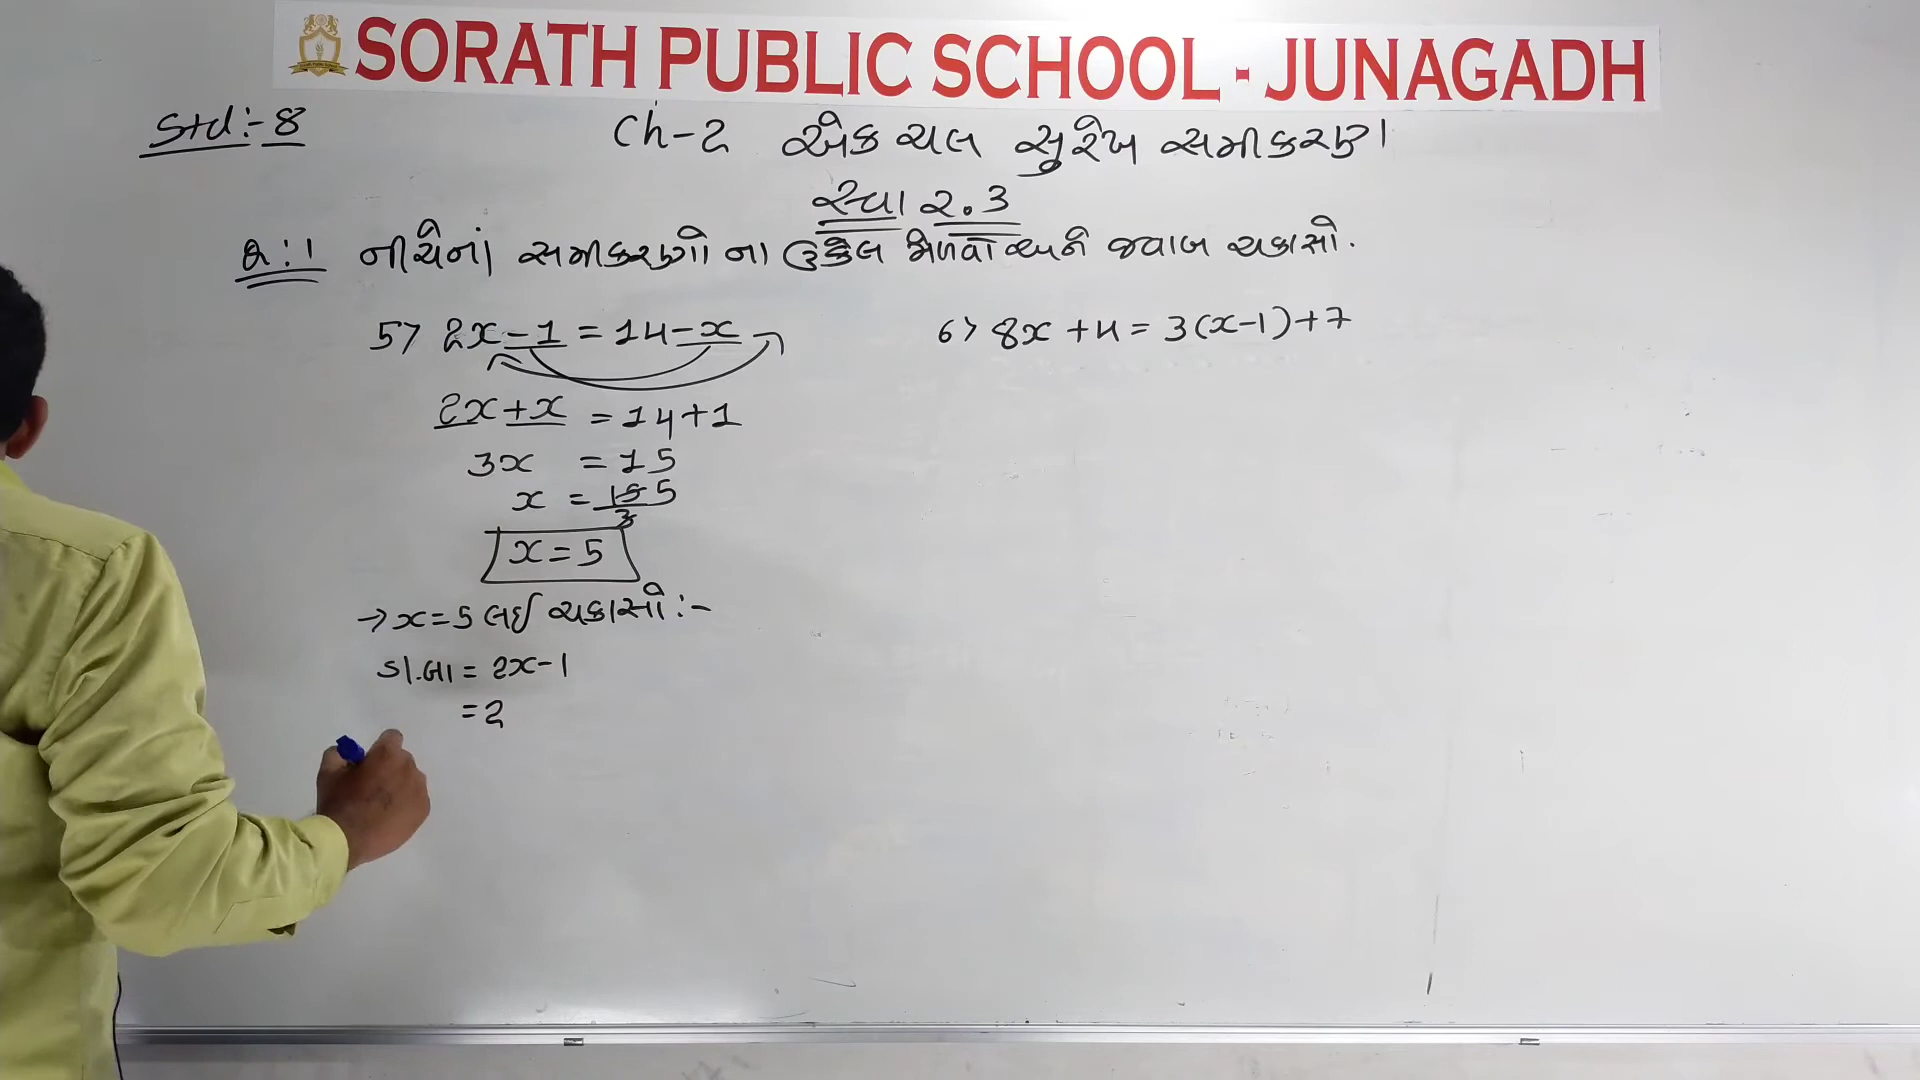 SORATH PUBLIC SCHOOL - JUNAGADH
Std:- 8
Ch-2 એક ચલ સુરેખ સમીકરણ
સ્વા 2.3
Q:1 નીચેનાં સમીકરણો ના ઉકેલ મેળવો અને જવાબ ચકાસો.
5> 2x-1 = 14-x
2x+x = 14+1
3x = 15
x = 15/3 5
x = 5
→ x=5 લઈ ચકાસો:-
ડા.બા = 2x-1
= 2
6> 8x+4 = 3(x-1)+7